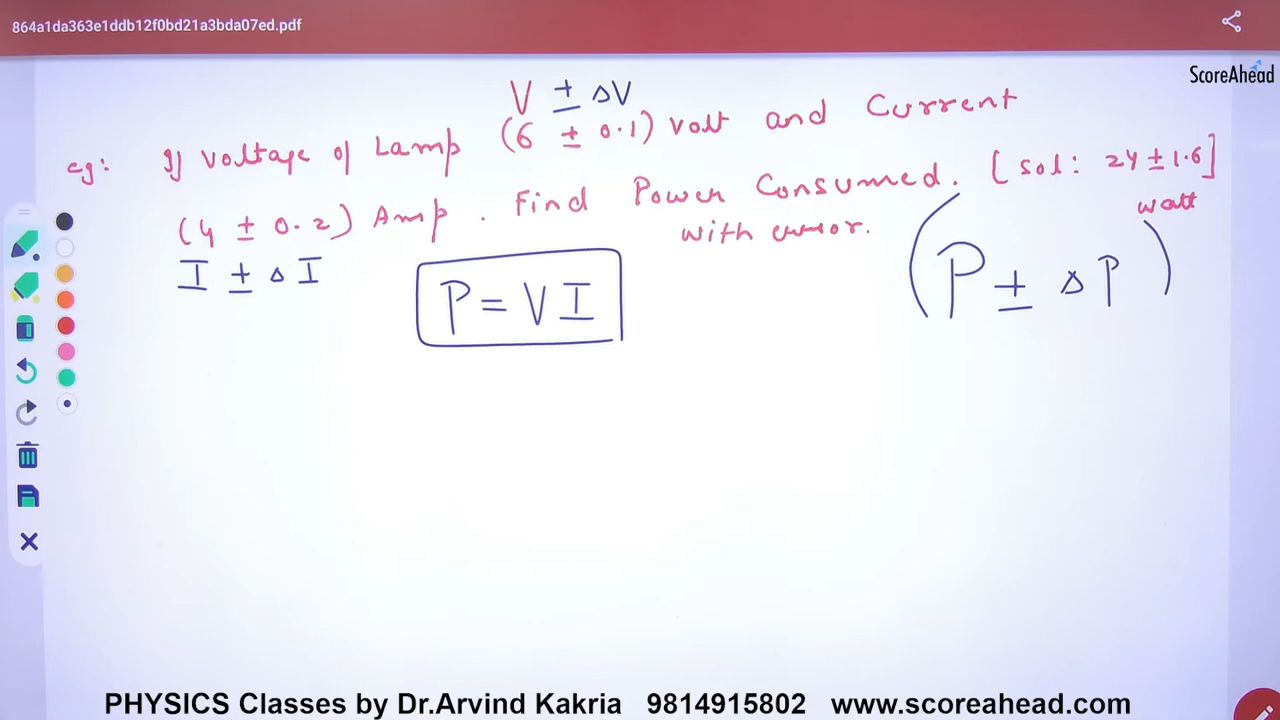 864a1da363e1ddb12f0bd21a3bda07ed.pdf
ScoreAhead
V ± ΔV
eg: If Voltage of Lamp (6 ± 0.1) Volt and Current
(4 ± 0.2) Amp. Find Power Consumed. [sol: 24 ± 1.6]
with error. watt
I ± ΔI
P = VI
(P ± ΔP)
PHYSICS Classes by Dr.Arvind Kakria 9814915802 www.scoreahead.com